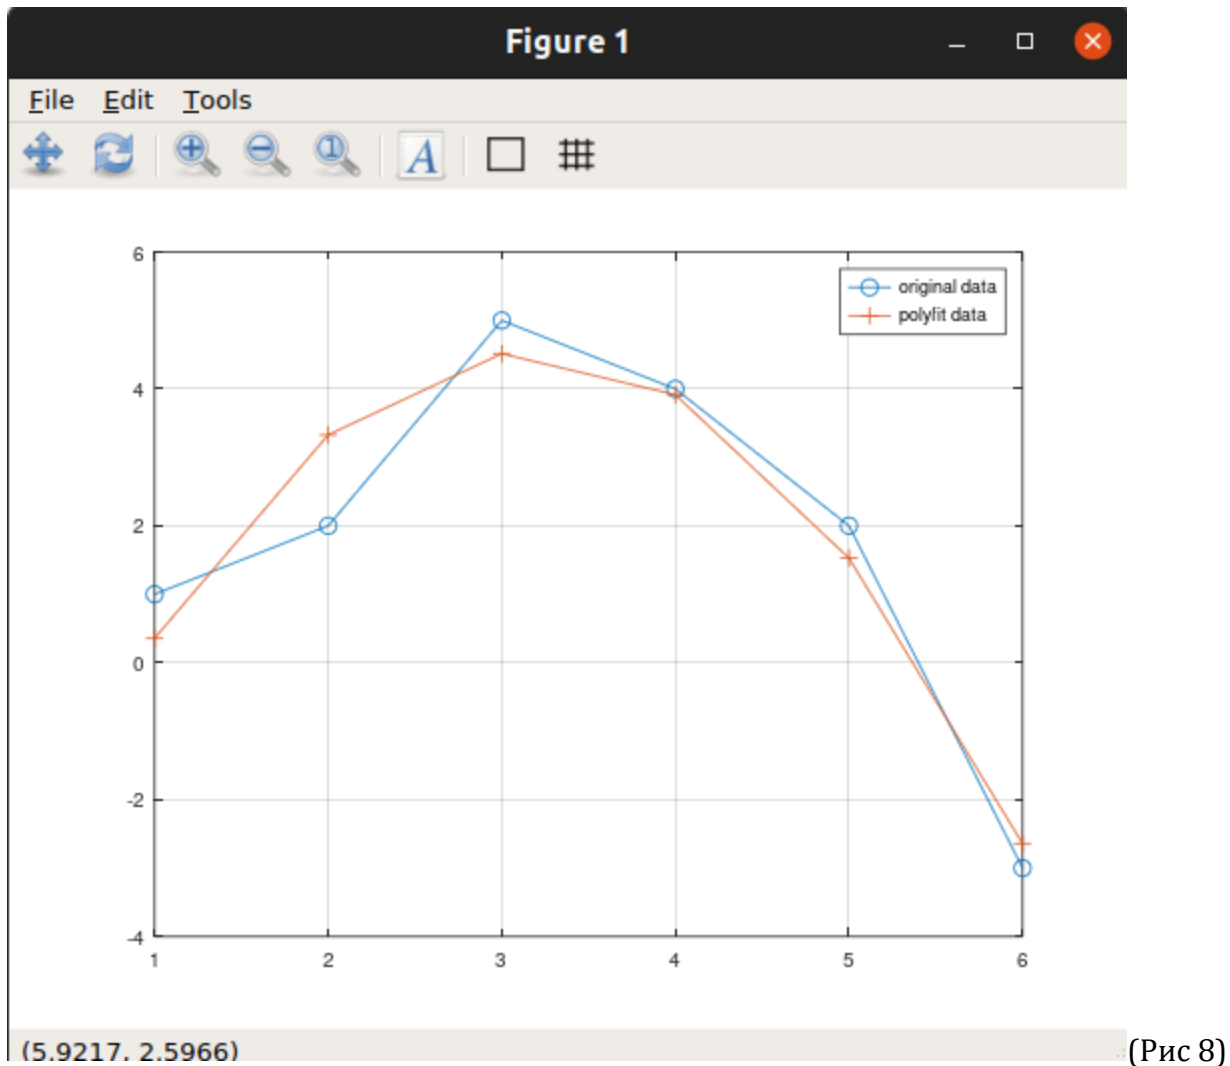 Figure 1
File Edit Tools
A
6
original data
polyfit data
4
2
0
-2
-4
1 2 3 4 5 6
(5.9217, 2.5966)
(Рис 8)